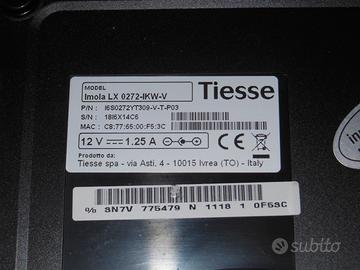 MODEL
Imola LX 0272-IKW-V
Tiesse
P/N : I6S0272YT309-V-T-P03
S/N : 18I6X14C6
MAC : C8:77:65:00:F5:3C
12 V 1.25 A
CE
Prodotto da :
Tiesse spa - via Asti, 4 - 10015 Ivrea (TO) - Italy
SN7V 775479 N 1118 1 0F53C
subito